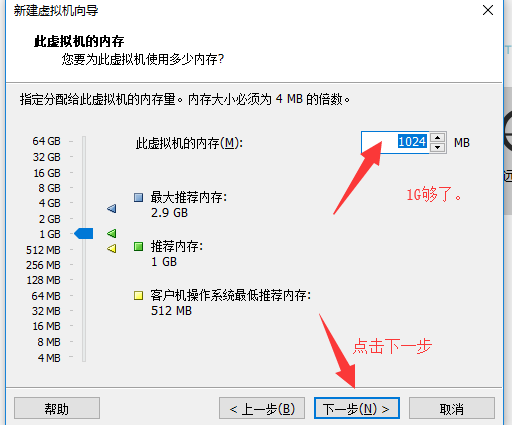 新建虚拟机向导
此虚拟机的内存
您要为此虚拟机使用多少内存?
指定分配给此虚拟机的内存量。内存大小必须为 4 MB 的倍数。
64 GB
此虚拟机的内存(M):
1024
MB
32 GB
16 GB
8 GB
最大推荐内存:
1G够了。
4 GB
2.9 GB
2 GB
1 GB
推荐内存:
512 MB
1 GB
256 MB
128 MB
客户机操作系统最低推荐内存:
64 MB
512 MB
32 MB
16 MB
8 MB
点击下一步
4 MB
帮助
< 上一步(B)
下一步(N) >
取消